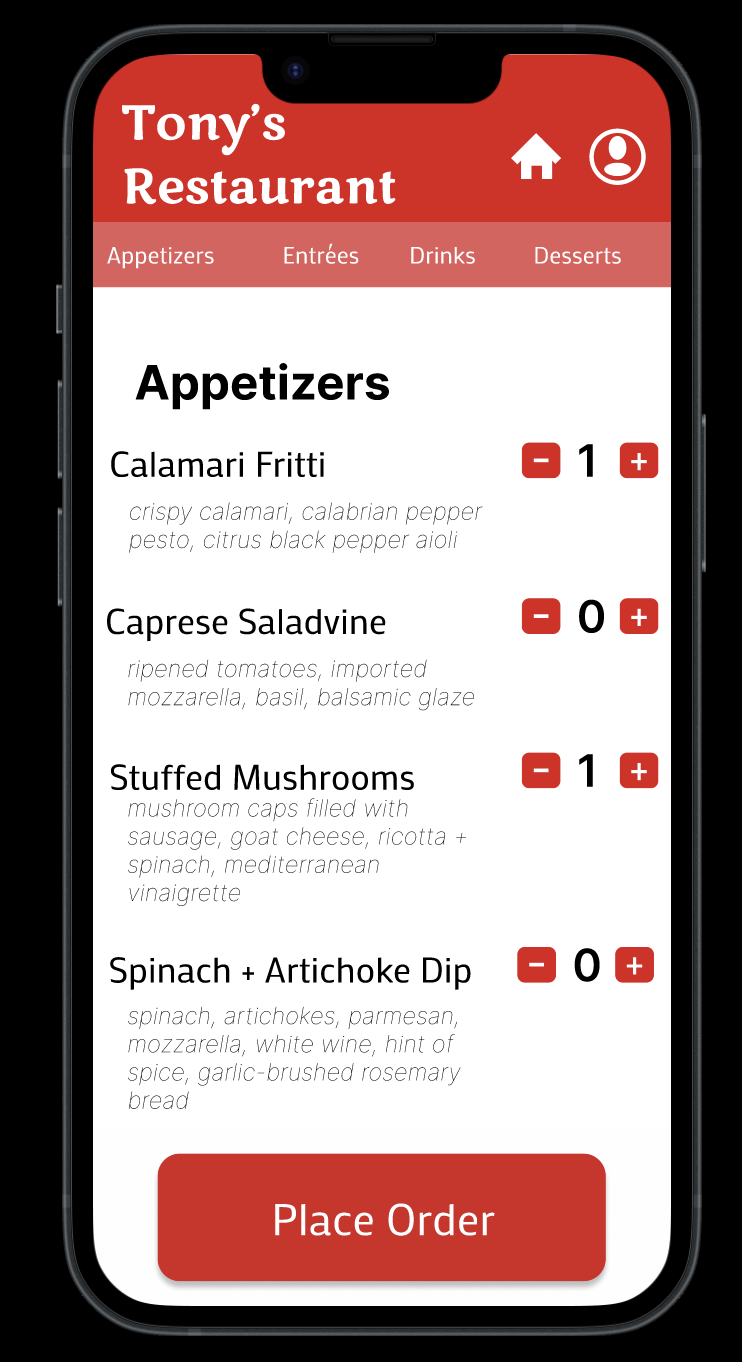 Tony's
Restaurant
Appetizers Entrées Drinks Desserts
Appetizers
Calamari Fritti - 1 +
crispy calamari, calabrian pepper
pesto, citrus black pepper aioli
Caprese Saladvine - 0 +
ripened tomatoes, imported
mozzarella, basil, balsamic glaze
Stuffed Mushrooms - 1 +
mushroom caps filled with
sausage, goat cheese, ricotta +
spinach, mediterranean
vinaigrette
Spinach + Artichoke Dip - 0 +
spinach, artichokes, parmesan,
mozzarella, white wine, hint of
spice, garlic-brushed rosemary
bread
Place Order